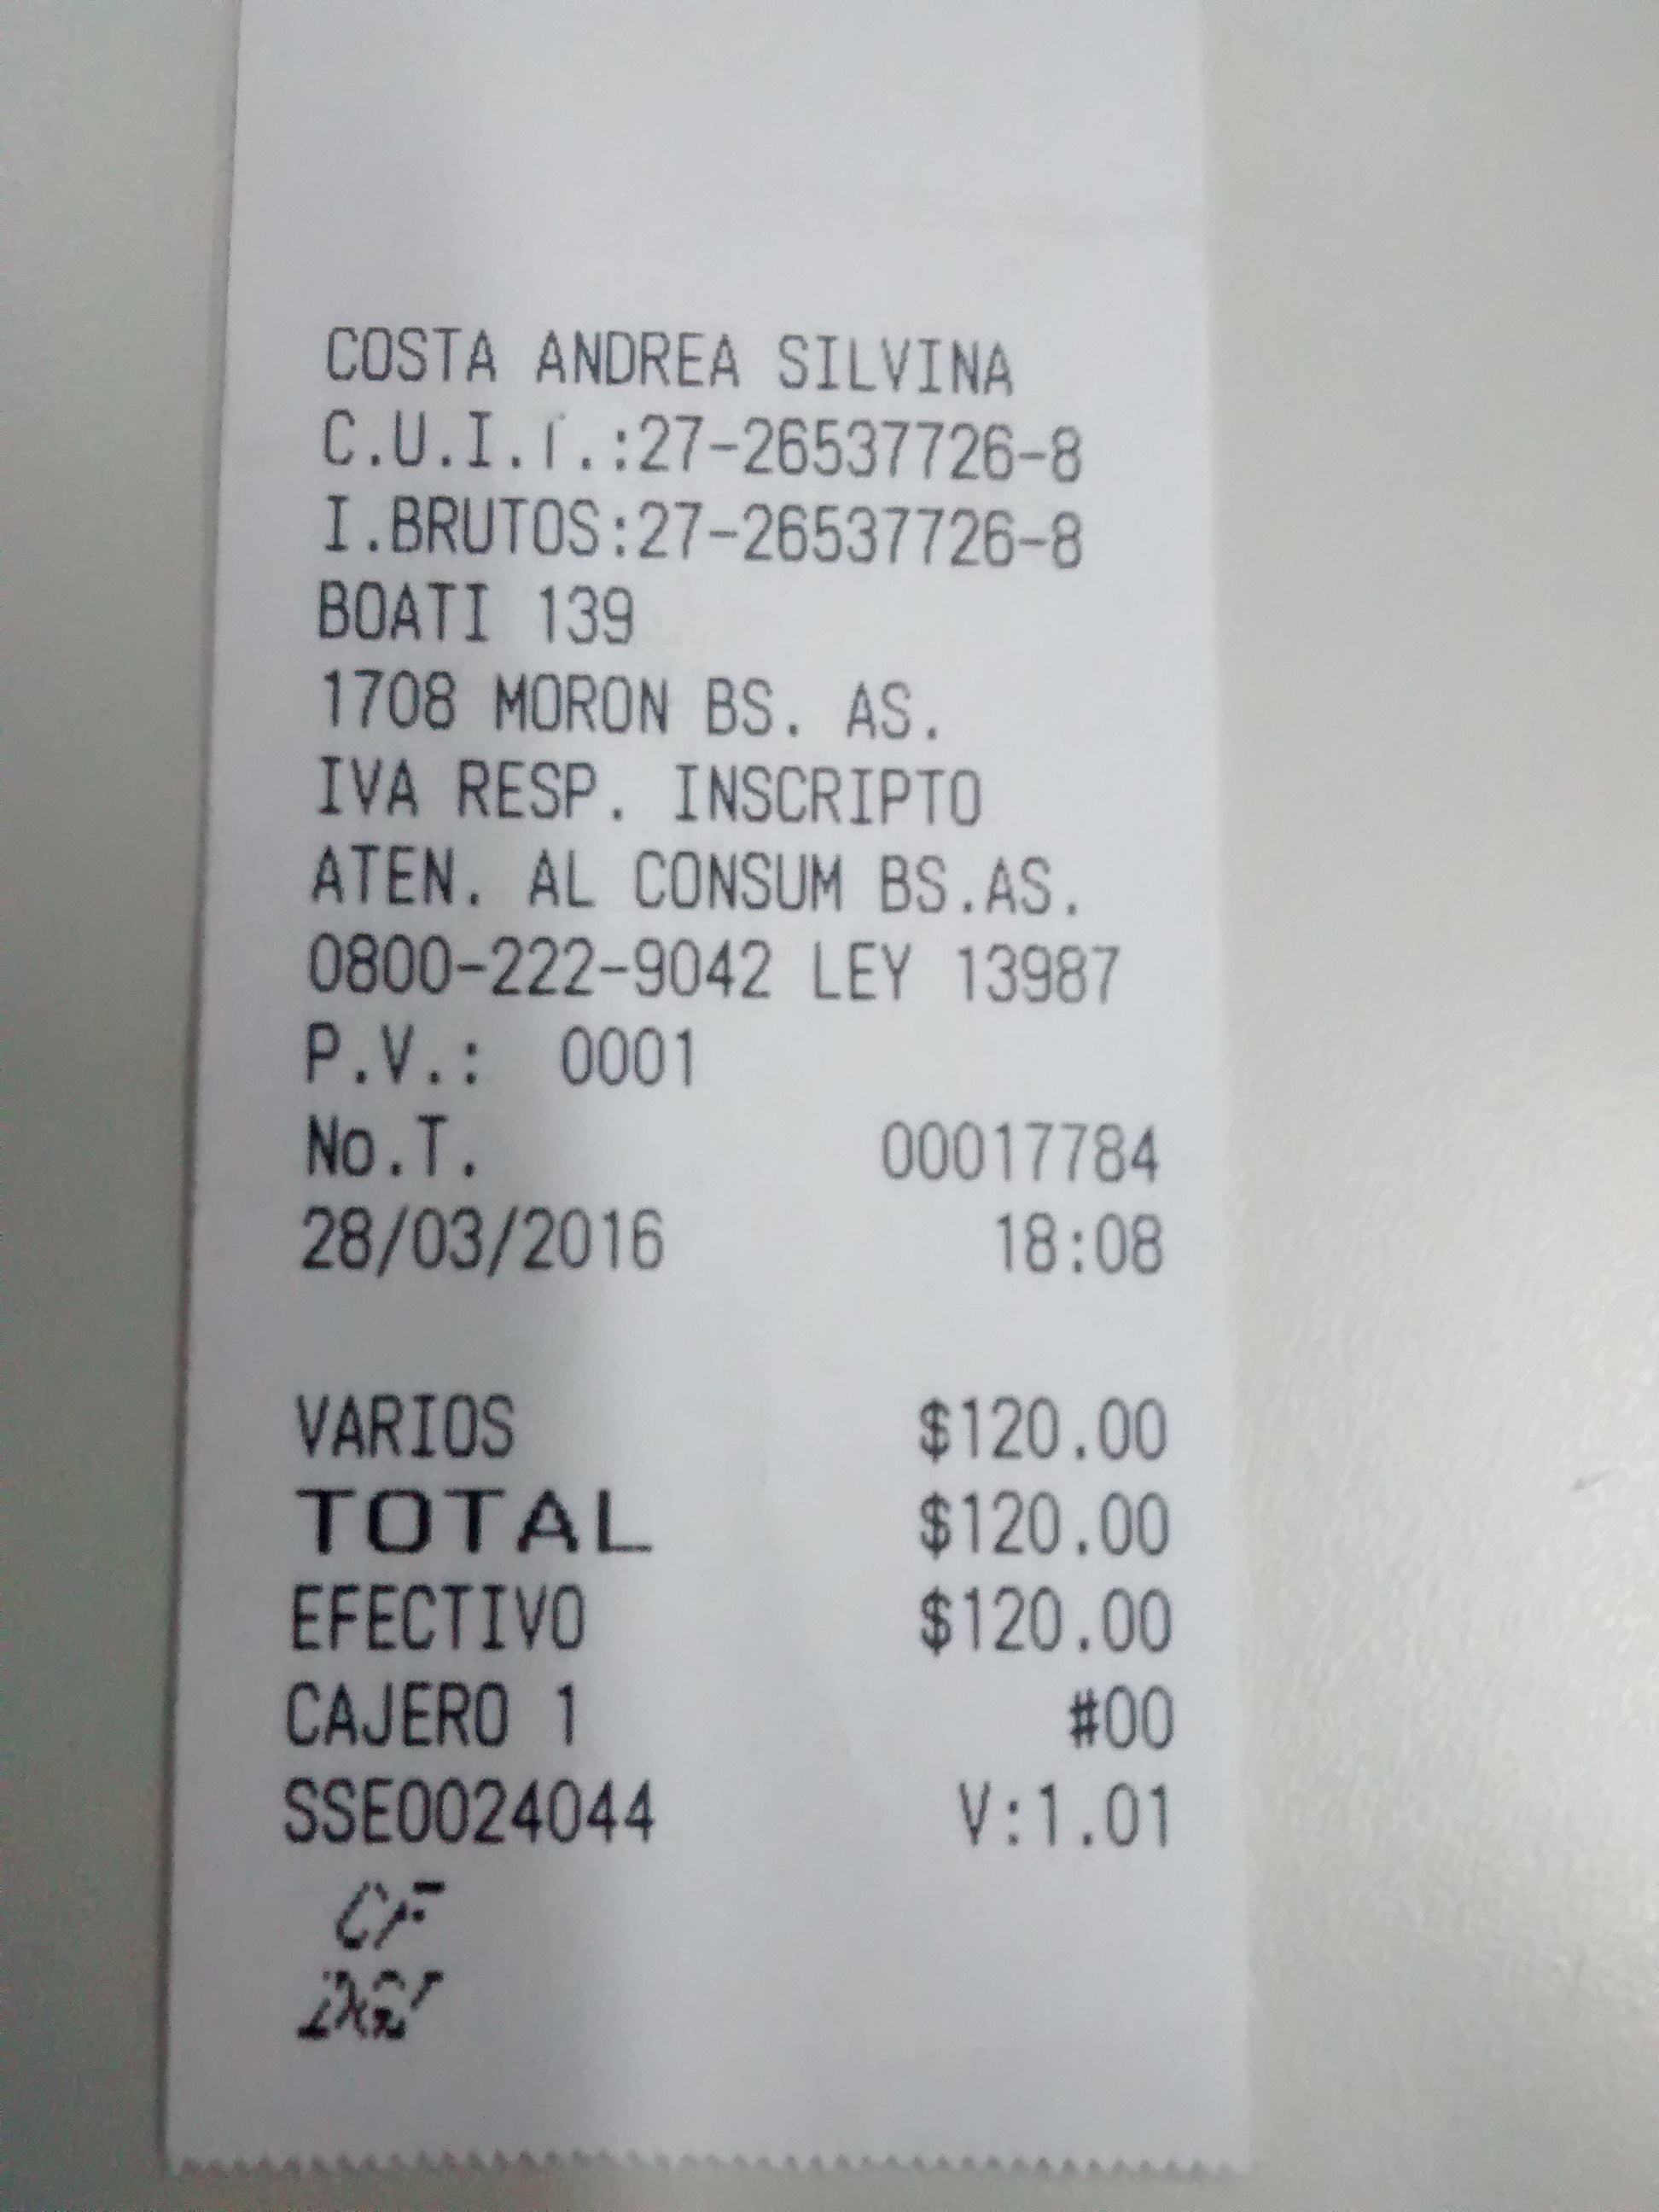 COSTA ANDREA SILVINA
C.U.I.T.:27-26537726-8
I.BRUTOS:27-26537726-8
BOATI 139
1708 MORON BS. AS.
IVA RESP. INSCRIPTO
ATEN. AL CONSUM BS.AS.
0800-222-9042 LEY 13987
P.V.: 0001
No.T. 00017784
28/03/2016 18:08
VARIOS $120.00
TOTAL $120.00
EFECTIVO $120.00
CAJERO 1 #00
SSE0024044 V:1.01
CF
DGI